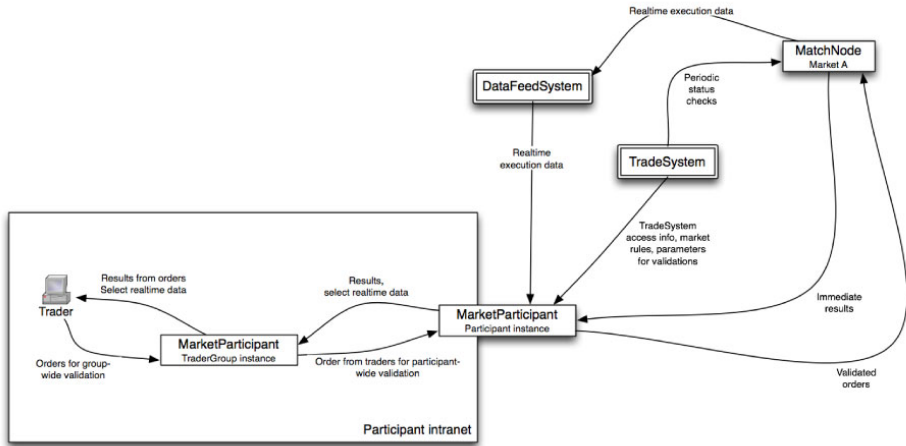 Realtime execution data
MatchNode
Market A
DataFeedSystem
Periodic
status
checks
Realtime
execution data
TradeSystem
TradeSystem
access info, market
rules, parameters
for validations
Results from orders
Select realtime data
Results,
select realtime data
Trader
MarketParticipant
Participant instance
Immediate
results
MarketParticipant
TraderGroup instance
Orders for group-
wide validation
Order from traders for participant-
wide validation
Validated
orders
Participant intranet